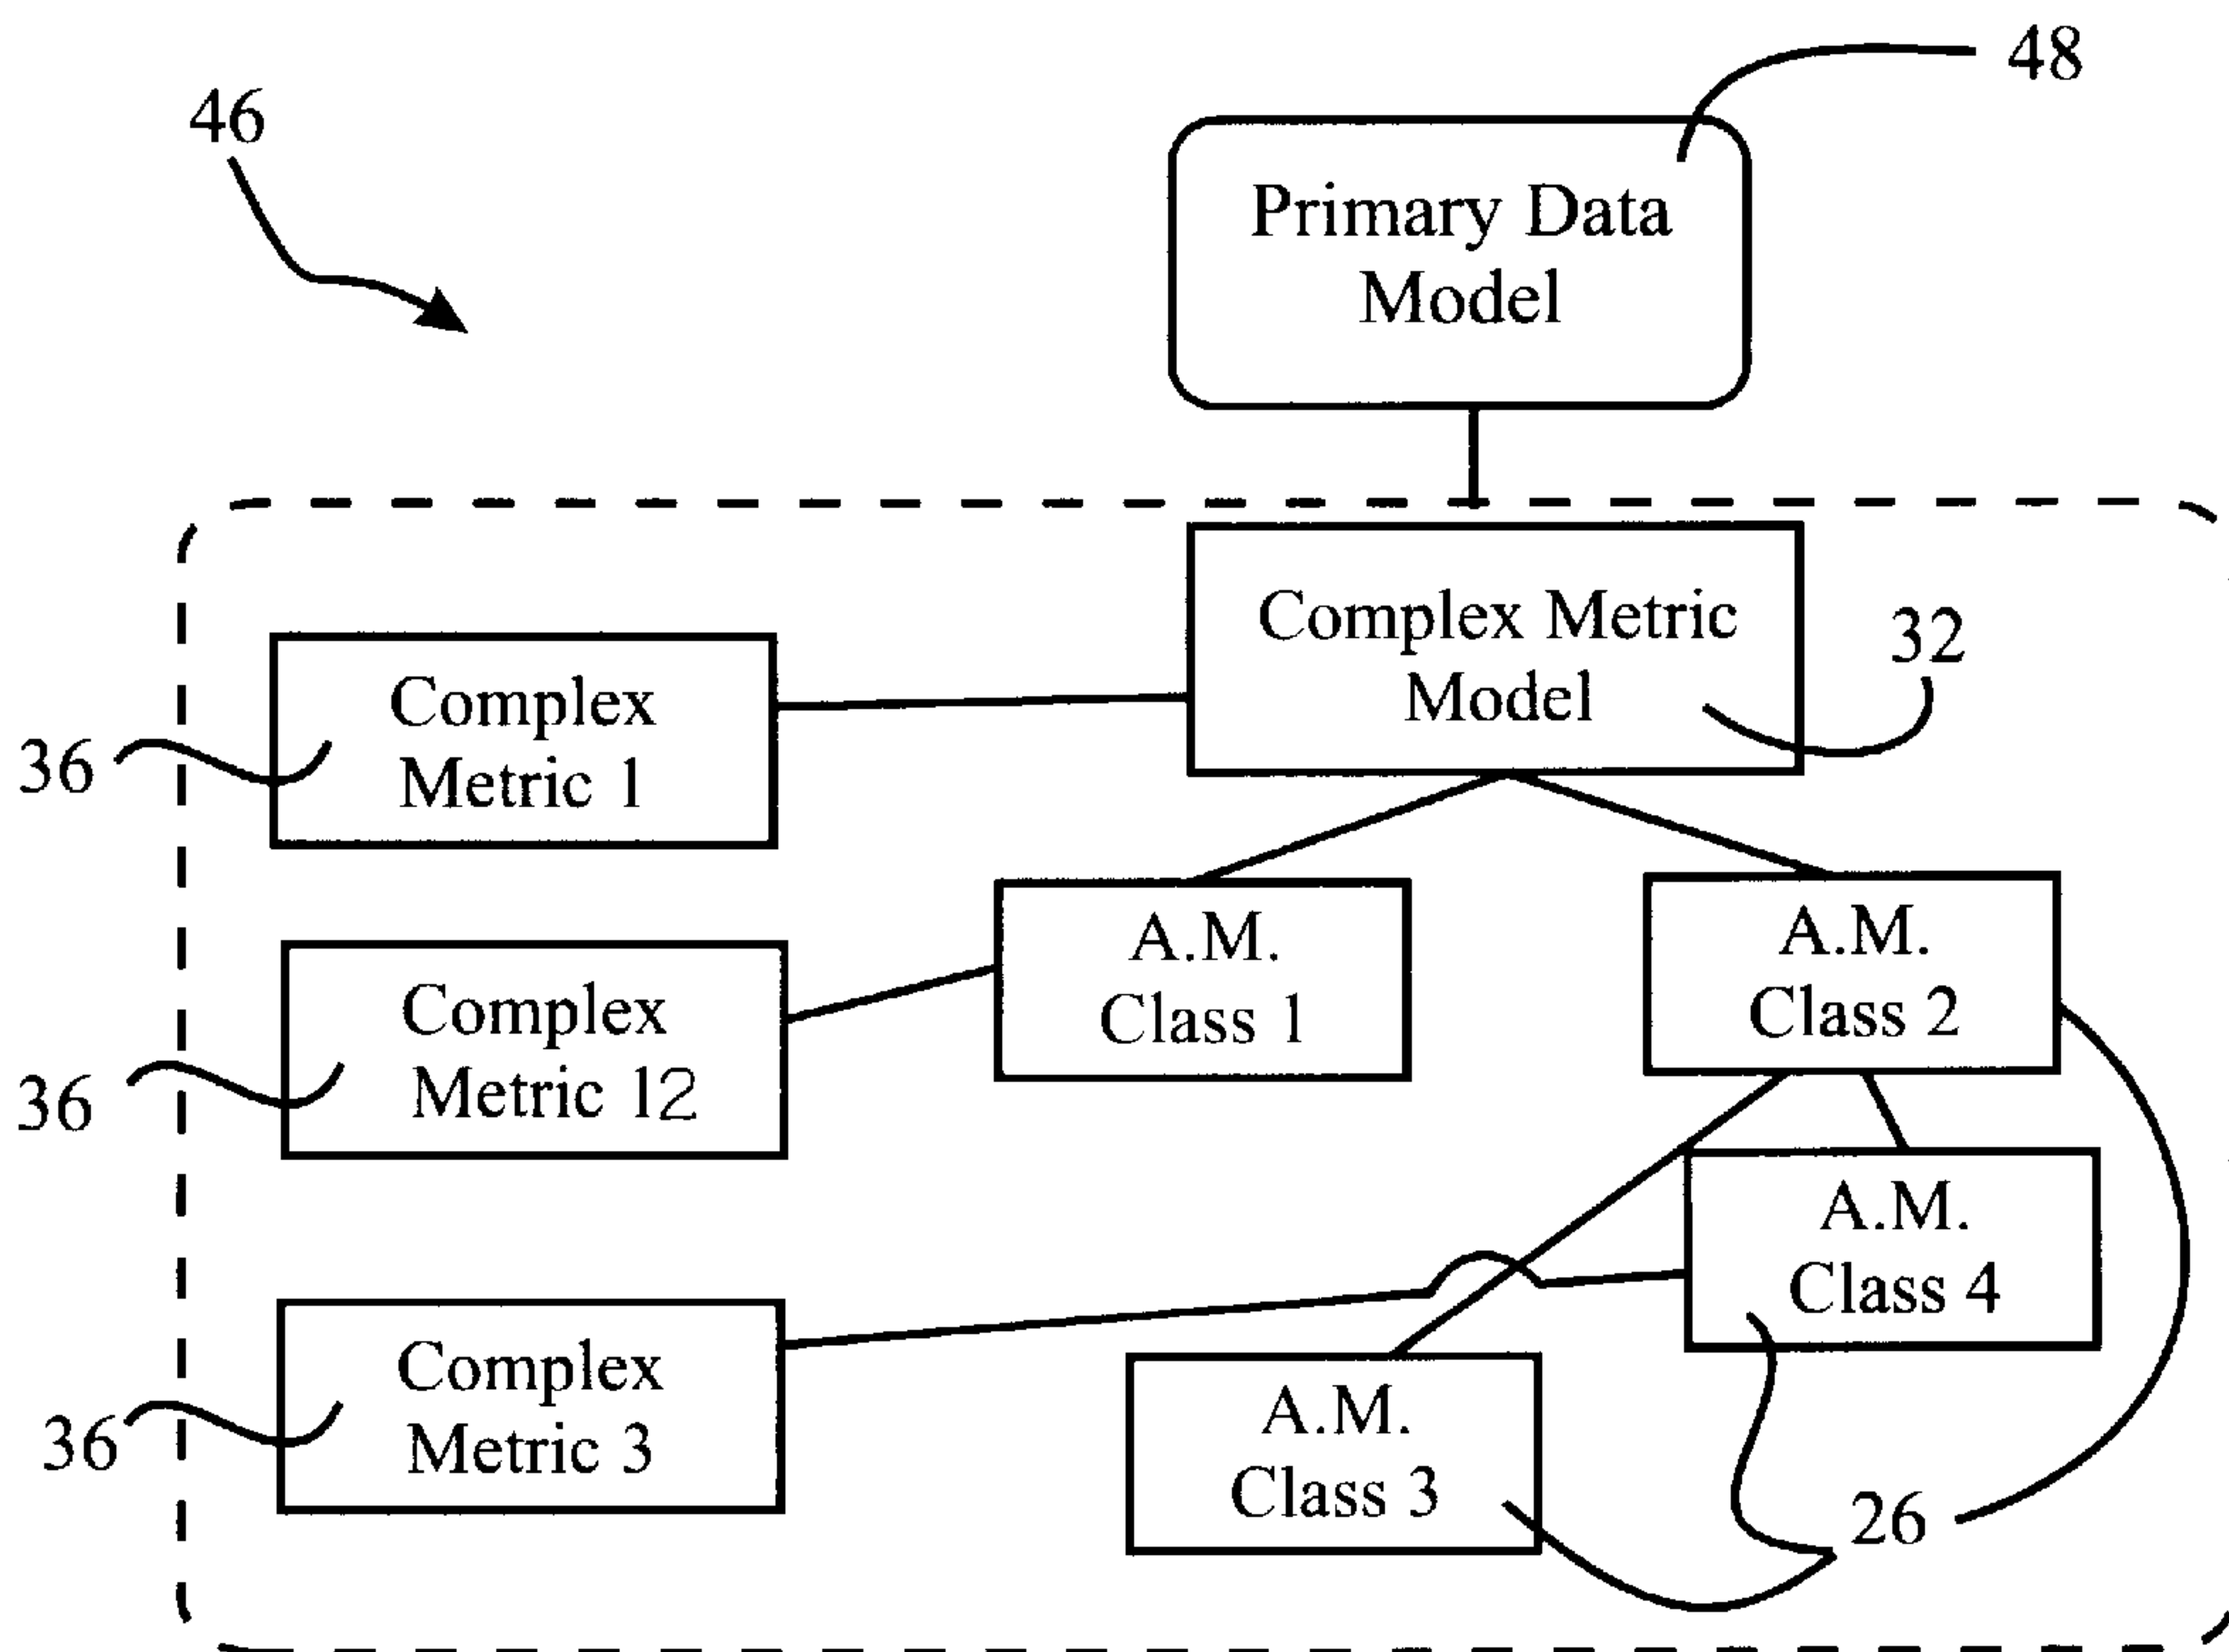 48
46
Primary Data
Model
Complex Metric
Model
32
Complex
Metric 1
36
A.M.
Class 1
A.M.
Class 2
Complex
Metric 12
36
A.M.
Class 4
Complex
Metric 3
36
A.M.
Class 3
26